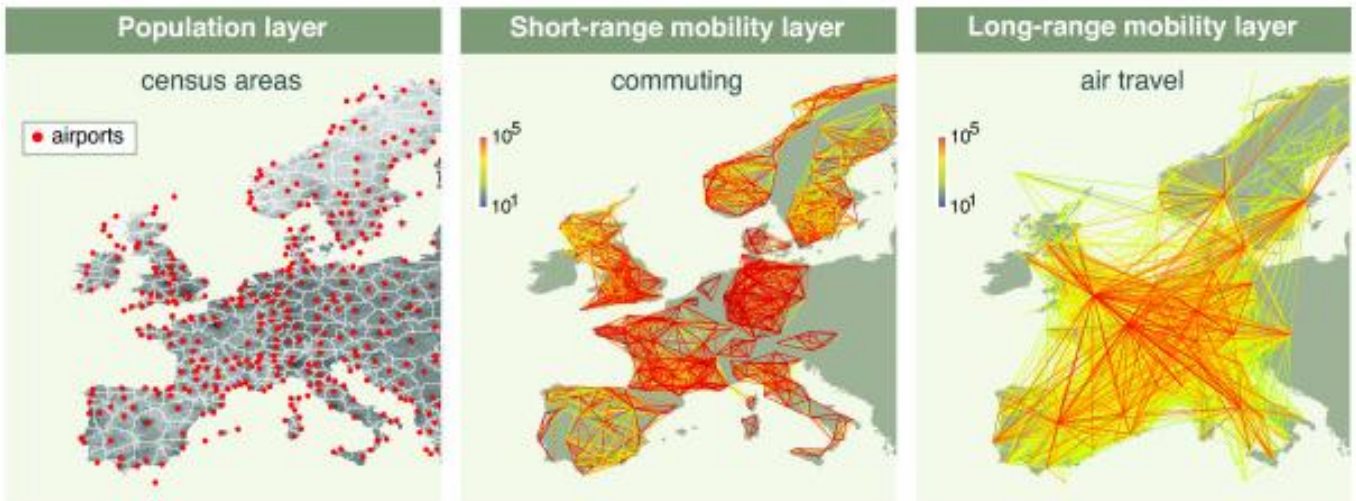 Population layer
census areas
airports
Short-range mobility layer
commuting
10^5
10^1
Long-range mobility layer
air travel
10^5
10^1